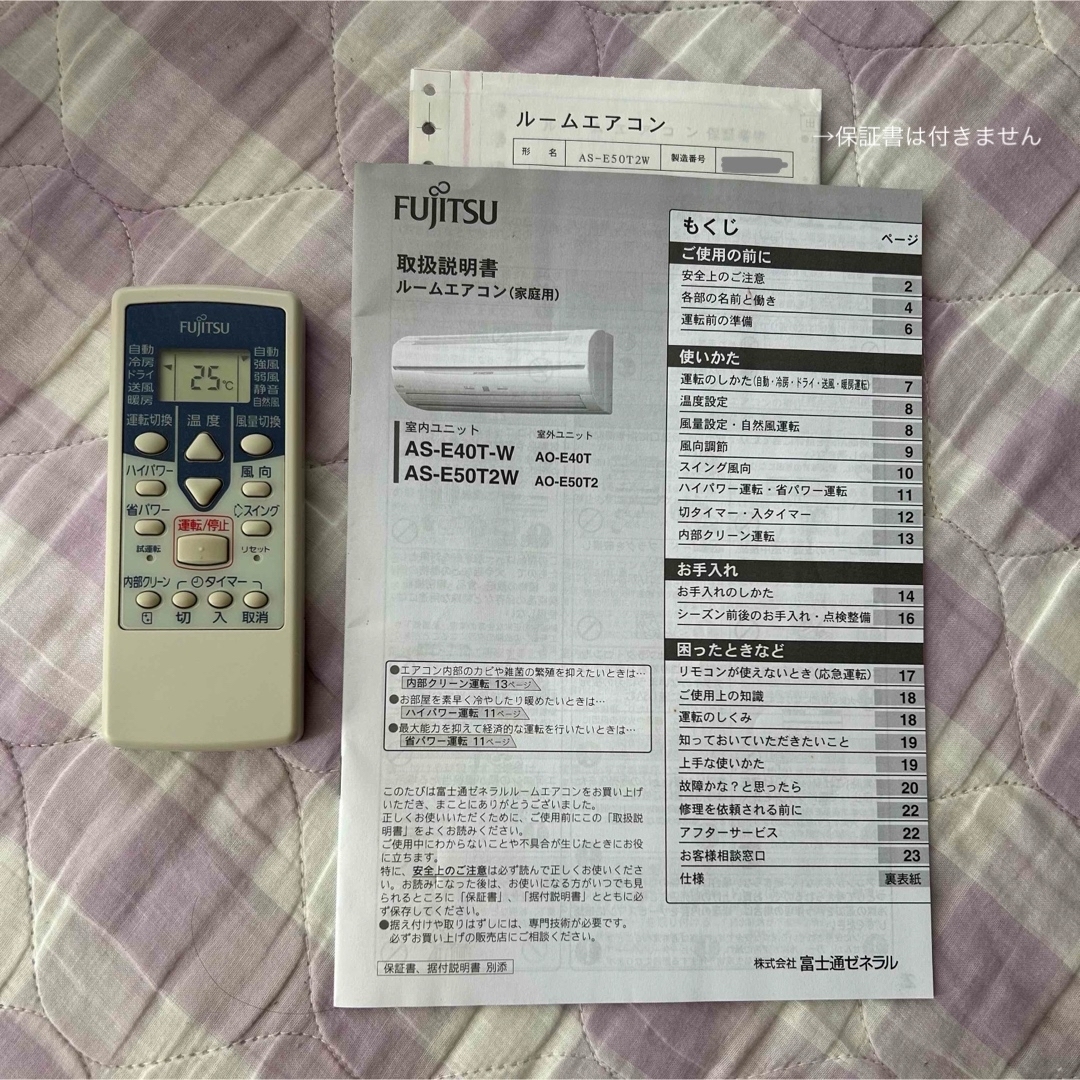 ルームエアコン
→保証書は付きません
形 名 AS-E50T2W 製造番号
FUJITSU
取扱説明書
ルームエアコン(家庭用)
室内ユニット 室外ユニット
AS-E40T-W AO-E40T
AS-E50T2W AO-E50T2
●エアコン内部のカビや雑菌の繁殖を抑えたいときは…
内部クリーン運転 13ページ
●お部屋を素早く冷やしたり暖めたいときは…
ハイパワー運転 11ページ
●最大能力を抑えて経済的な運転を行いたいときは…
省パワー運転 11ページ
このたびは富士通ゼネラルルームエアコンをお買い上げ
いただき、まことにありがとうございました。
正しくお使いいただくために、ご使用前にこの「取扱説
明書」をよくお読みください。
ご使用中にわからないことや不具合が生じたときにお役
に立ちます。
特に、安全上のご注意は必ず読んで正しくお使いくださ
い。お読みになった後は、お使いになる方がいつでも見
られるところに「保証書」、「据付説明書」とともに必
ず保存してください。
●据え付けや取りはずしには、専門技術が必要です。
必ずお買い上げの販売店にご相談ください。
保証書、据付説明書 別添
もくじ
ページ
ご使用の前に
安全上のご注意 2
各部の名前と働き 4
運転前の準備 6
使いかた
運転のしかた(自動・冷房・ドライ・送風・暖房運転) 7
温度設定 8
風量設定・自然風運転 8
風向調節 9
スイング風向 10
ハイパワー運転・省パワー運転 11
切タイマー・入タイマー 12
内部クリーン運転 13
お手入れ
お手入れのしかた 14
シーズン前後のお手入れ・点検整備 16
困ったときなど
リモコンが使えないとき(応急運転) 17
ご使用上の知識 18
運転のしくみ 18
知っておいていただきたいこと 19
上手な使いかた 19
故障かな?と思ったら 20
修理を依頼される前に 22
アフターサービス 22
お客様相談窓口 23
仕様 裏表紙
株式会社 富士通ゼネラル
FUJITSU
自動
冷房
ドライ
送風
暖房
25℃
自動
強風
弱風
静音
自然風
運転切換 温度 風量切換
ハイパワー 風向
省パワー 運転/停止 スイング
試運転 リセット
内部クリーン タイマー
切 入 取消